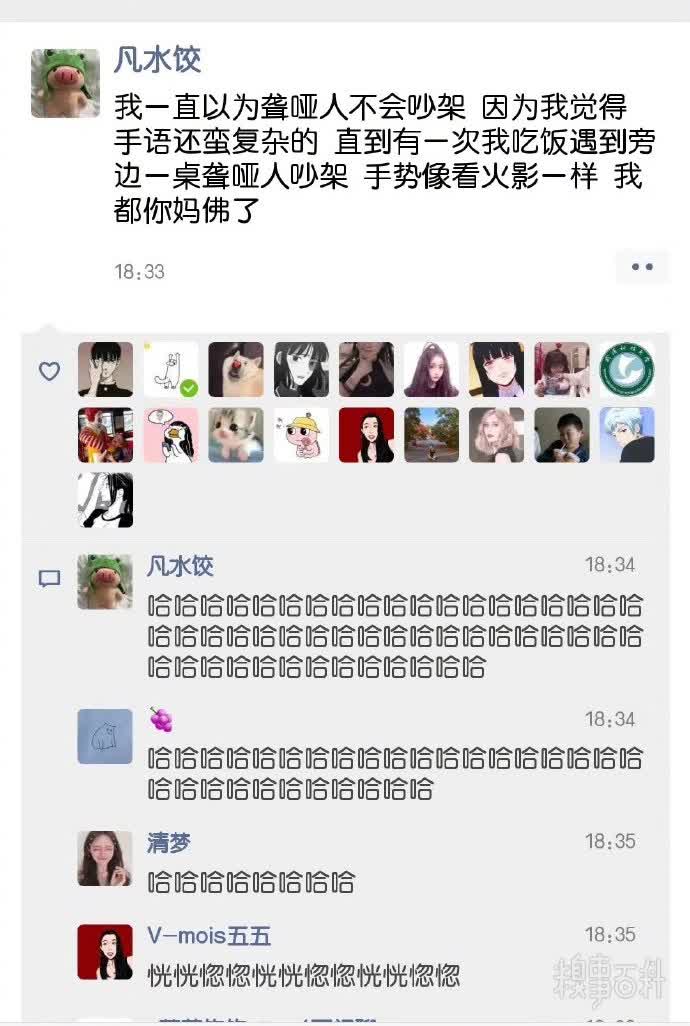 凡水饺
我一直以为聋哑人不会吵架 因为我觉得
手语还蛮复杂的 直到有一次我吃饭遇到旁
边一桌聋哑人吵架 手势像看火影一样 我
都你妈佛了
18:33
凡水饺
18:34
哈哈哈哈哈哈哈哈哈哈哈哈哈哈哈哈哈哈哈
哈哈哈哈哈哈哈哈哈哈哈哈哈哈哈哈哈哈哈
哈哈哈哈哈哈哈哈哈哈哈哈哈
🍇
18:34
哈哈哈哈哈哈哈哈哈哈哈哈哈哈哈哈哈哈哈
哈哈哈哈哈哈哈哈哈哈哈
清梦
18:35
哈哈哈哈哈哈哈哈
V-mois五五
18:35
恍恍惚惚恍恍惚惚恍恍惚惚
糗事百科